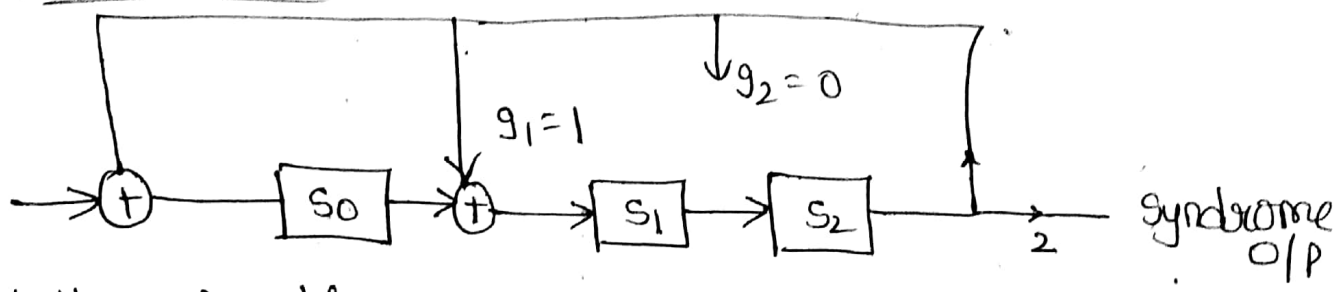 g₂ = 0
g₁ = 1
+
S0
+
S1
S2
2
Syndrome
O/P